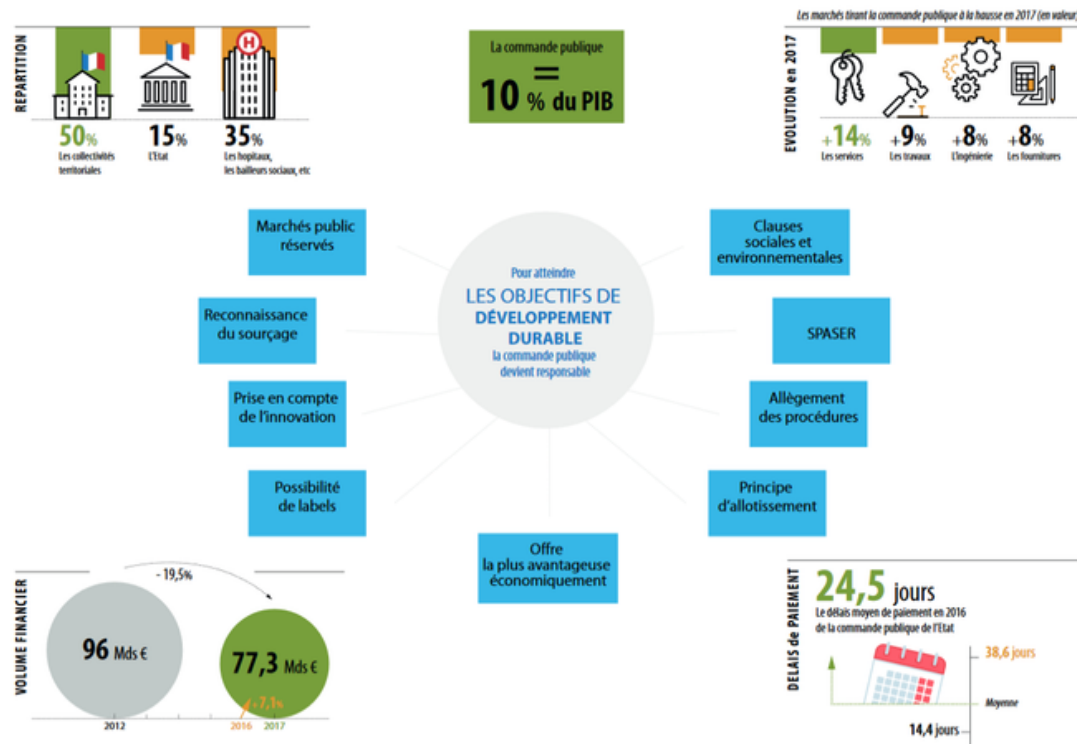 REPARTITION
H
50%
Les collectivités
territoriales
15%
L'Etat
35%
Les hopitaux,
les bailleurs sociaux, etc
La commande publique
=
10 % du PIB
Les marchés tirant la commande publique à la hausse en 2017 (en valeur)
EVOLUTION en 2017
+14%
Les services
+9%
Les travaux
+8%
L'ingénierie
+8%
Les fournitures
Marchés public
réservés
Reconnaissance
du sourçage
Prise en compte
de l'innovation
Possibilité
de labels
Pour atteindre
LES OBJECTIFS DE
DÉVELOPPEMENT
DURABLE
la commande publique
devient responsable
Clauses
sociales et
environnementales
SPASER
Allègement
des procédures
Principe
d'allotissement
Offre
la plus avantageuse
économiquement
VOLUME FINANCIER
- 19,5%
96 Mds €
77,3 Mds €
+7,1%
2012
2016
2017
DELAIS de PAIEMENT
24,5 jours
Le délais moyen de paiement en 2016
de la commande publique de l'Etat
38,6 jours
Moyenne
14,4 jours